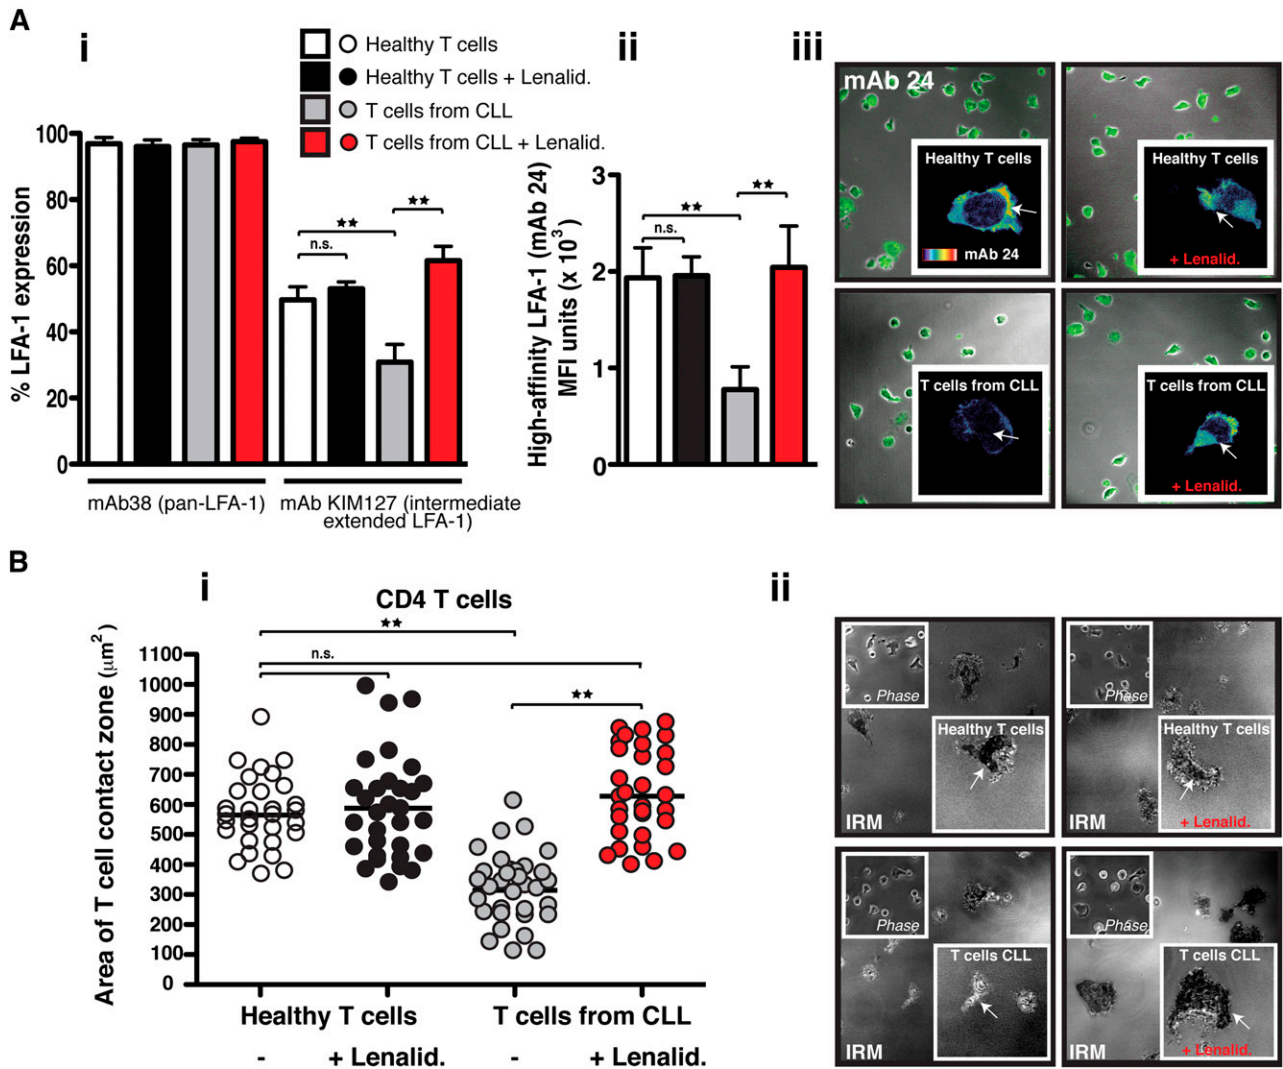 A
i
Healthy T cells
Healthy T cells + Lenalid.
T cells from CLL
T cells from CLL + Lenalid.
% LFA-1 expression
100
80
60
40
20
0
n.s.
★★
★★
mAb38 (pan-LFA-1)
mAb KIM127 (intermediate
extended LFA-1)
ii
High-affinity LFA-1 (mAb 24)
MFI units (x 10³)
3
2
1
0
n.s.
★★
★★
iii
mAb 24
Healthy T cells
mAb 24
Healthy T cells
+ Lenalid.
T cells from CLL
T cells from CLL
+ Lenalid.
B
i
CD4 T cells
Area of T cell contact zone (µm²)
1100
1000
900
800
700
600
500
400
300
200
100
0
★★
n.s.
★★
Healthy T cells
T cells from CLL
-
+ Lenalid.
-
+ Lenalid.
ii
Phase
Healthy T cells
IRM
Phase
Healthy T cells
+ Lenalid.
IRM
Phase
T cells CLL
IRM
Phase
T cells CLL
+ Lenalid.
IRM